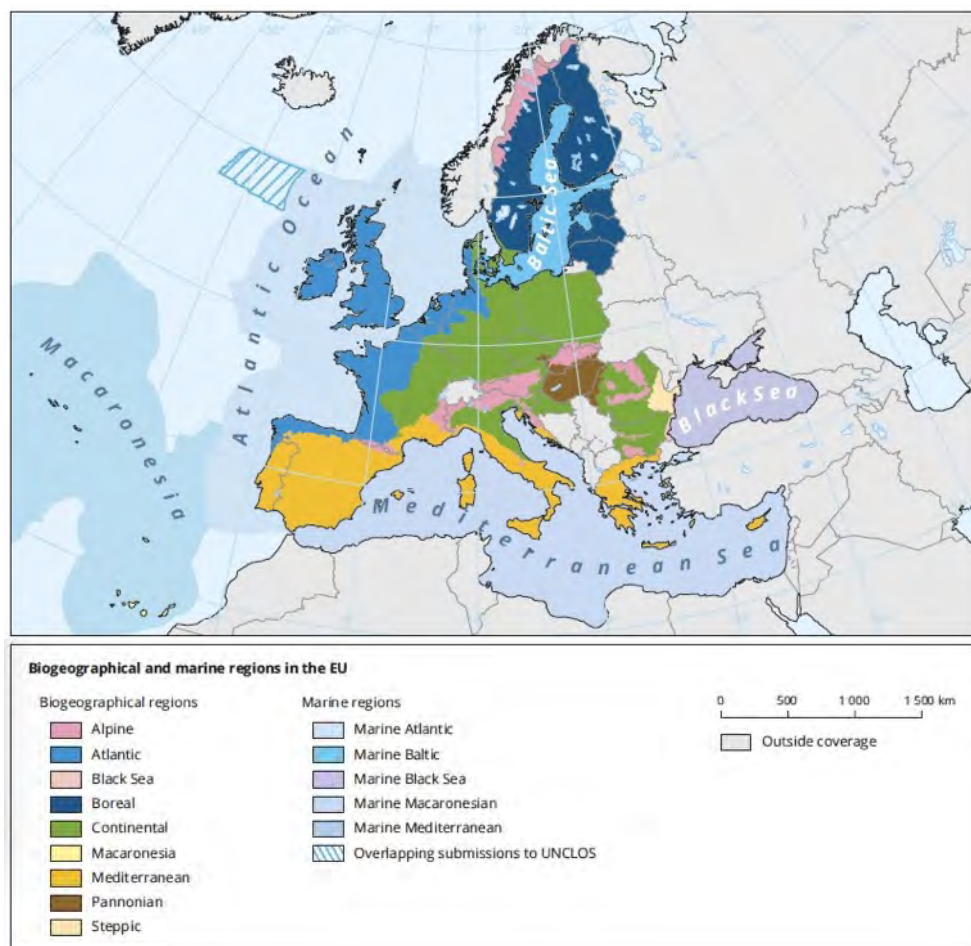 Atlantic Ocean
Macaronesia
Baltic Sea
Black Sea
Mediterranean Sea
Biogeographical and marine regions in the EU
Biogeographical regions
Alpine
Atlantic
Black Sea
Boreal
Continental
Macaronesia
Mediterranean
Pannonian
Steppic
Marine regions
Marine Atlantic
Marine Baltic
Marine Black Sea
Marine Macaronesian
Marine Mediterranean
Overlapping submissions to UNCLOS
0 500 1 000 1 500 km
Outside coverage